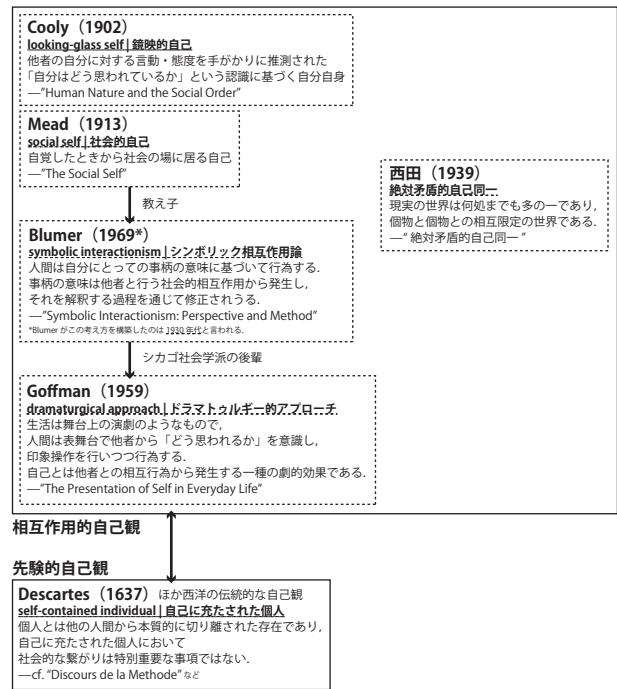 Cooly（1902）
looking-glass self | 鏡映的自己
他者の自分に対する言動・態度を手がかりに推測された
「自分はどう思われているか」という認識に基づく自分自身
—"Human Nature and the Social Order"
Mead（1913）
social self | 社会的自己
自覚したときから社会の場に居る自己
—"The Social Self"
教え子
西田（1939）
絶対矛盾的自己同一
現実の世界は何処までも多の一であり,
個物と個物との相互限定の世界である.
—“ 絶対矛盾的自己同一 ”
Blumer（1969*）
symbolic interactionism | シンボリック相互作用論
人間は自分にとっての事柄の意味に基づいて行為する.
事柄の意味は他者と行う社会的相互作用から発生し,
それを解釈する過程を通じて修正されうる.
—"Symbolic Interactionism: Perspective and Method"
*Blumer がこの考え方を構築したのは 1930 年代と言われる.
シカゴ社会学派の後輩
Goffman（1959）
dramaturgical approach | ドラマトゥルギー的アプローチ
生活は舞台上の演劇のようなもので,
人間は表舞台で他者から「どう思われるか」を意識し,
印象操作を行いつつ行為する.
自己とは他者との相互行為から発生する一種の劇的効果である.
—"The Presentation of Self in Everyday Life"
相互作用的自己観
先験的自己観
Descartes（1637）ほか西洋の伝統的な自己観
self-contained individual | 自己に充たされた個人
個人とは他の人間から本質的に切り離された存在であり,
自己に充たされた個人において
社会的な繋がりは特別重要な事項ではない.
—cf. "Discours de la Methode" など